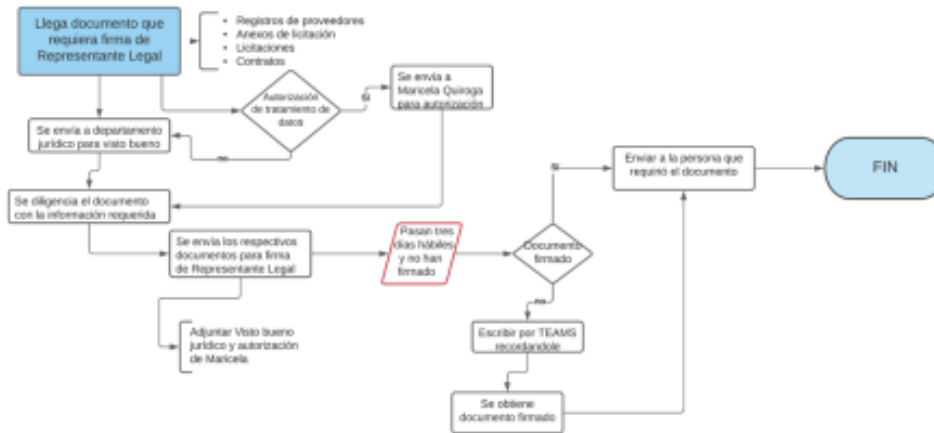 Llega documento que
requiera firma de
Representante Legal
• Registros de proveedores
• Anexos de licitación
• Licitaciones
• Contratos
Autorización
de tratamiento de
datos
SI
Se envía a
Maricela Quiroga
para autorización
Se envía a departamento
jurídico para visto bueno
no
Se diligencia el documento
con la información requerida
Se envía los respectivos
documentos para firma
de Representante Legal
Pasan tres
días hábiles
y no han
firmado
Documento
firmado
SI
Enviar a la persona que
requirió el documento
FIN
no
Adjuntar Visto bueno
jurídico y autorización
de Maricela
Escribir por TEAMS
recordandole
Se obtiene
documento firmado